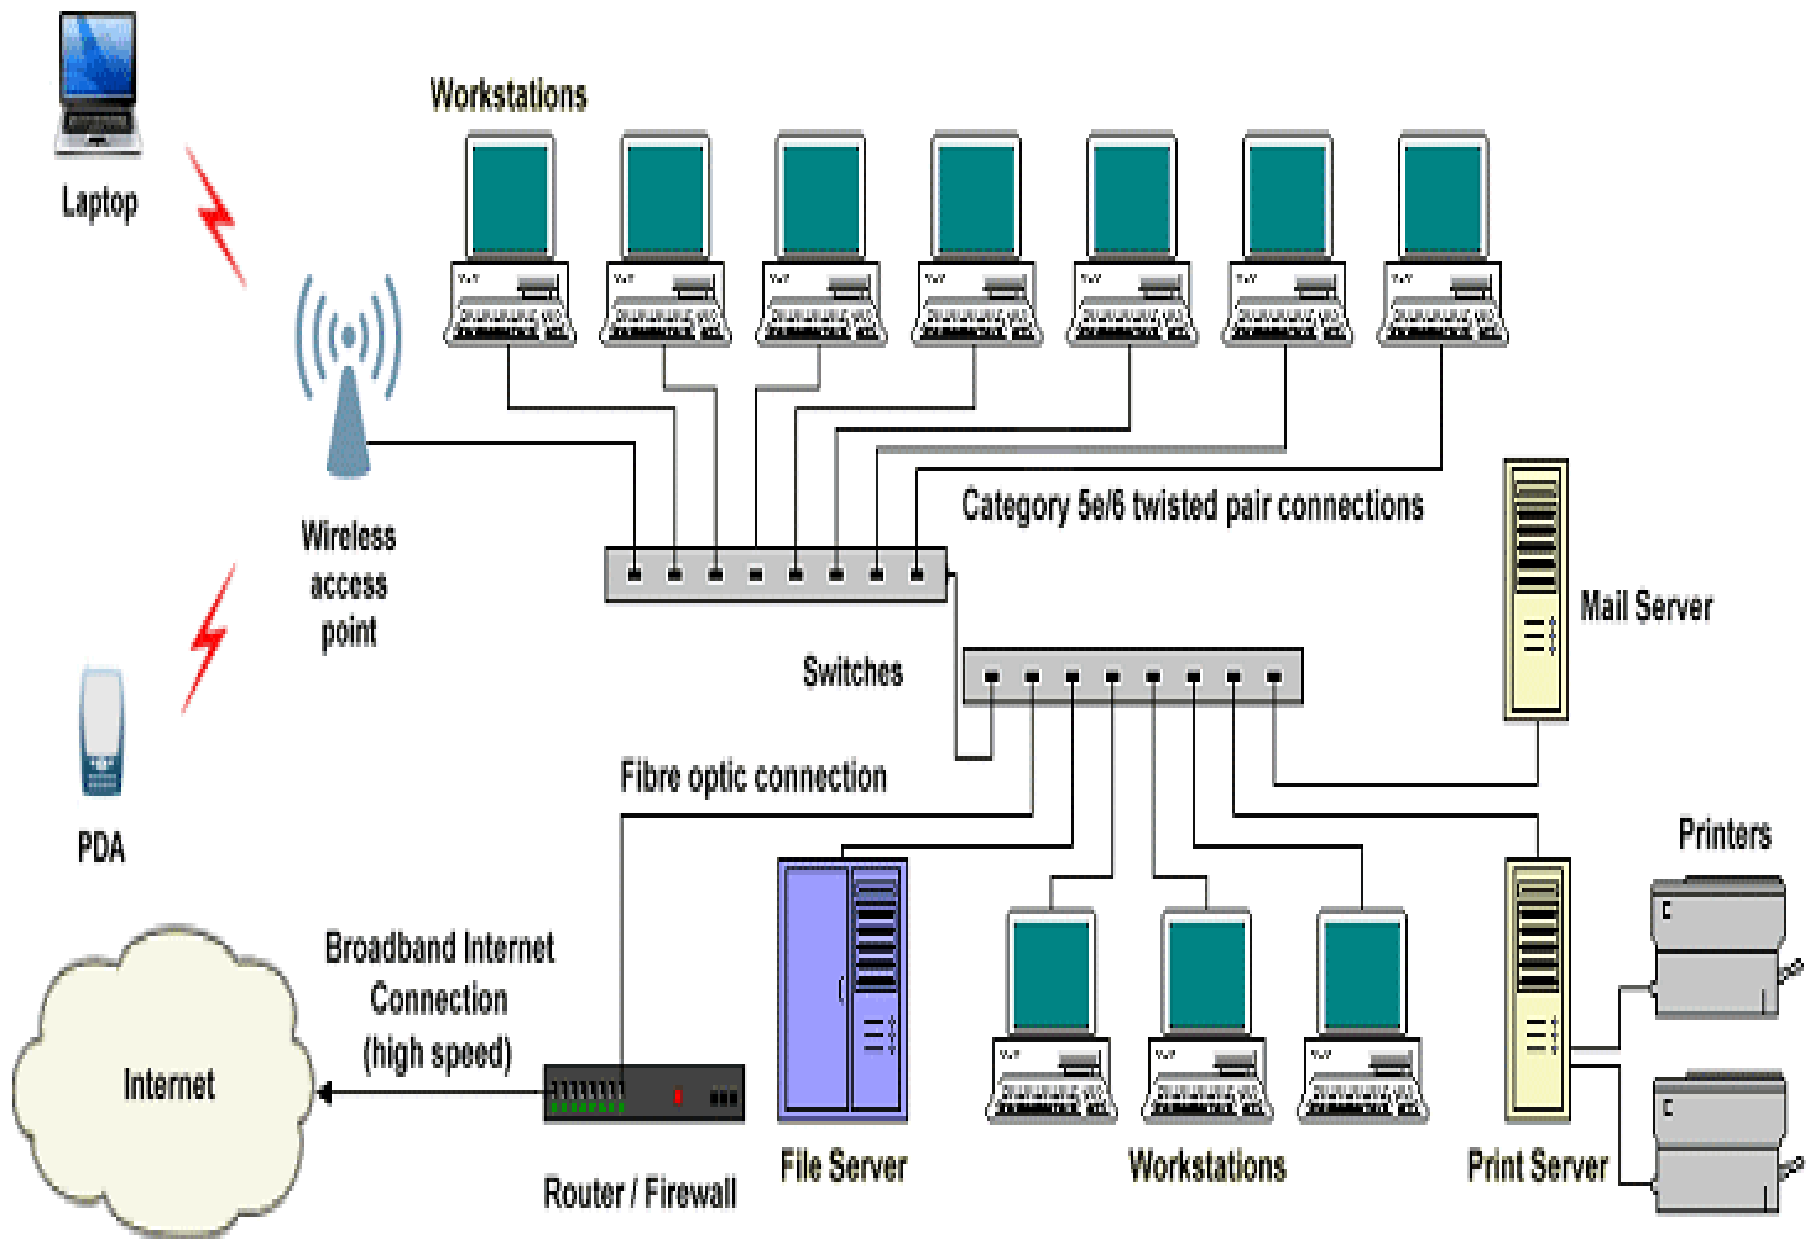 Workstations
Laptop
Category 5e/6 twisted pair connections
Wireless
access
point
Mail Server
Switches
Fibre optic connection
PDA
Printers
Broadband Internet
Connection
(high speed)
Internet
File Server
Workstations
Print Server
Router / Firewall